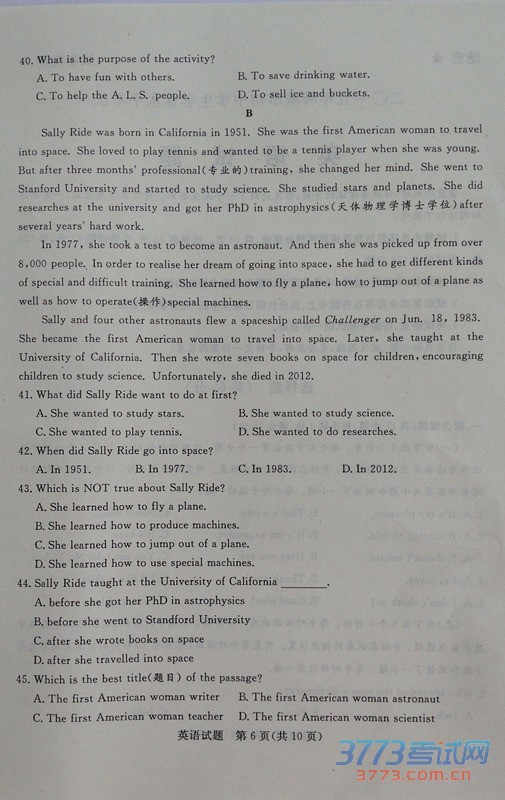 40. What is the purpose of the activity?
A. To have fun with others. B. To save drinking water.
C. To help the A. L. S. people. D. To sell ice and buckets.
B
Sally Ride was born in California in 1951. She was the first American woman to travel
into space. She loved to play tennis and wanted to be a tennis player when she was young.
But after three months' professional(专业的)training, she changed her mind. She went to
Stanford University and started to study science. She studied stars and planets. She did
researches at the university and got her PhD in astrophysics(天体物理学博士学位)after
several years' hard work.
In 1977, she took a test to become an astronaut. And then she was picked up from over
8,000 people. In order to realise her dream of going into space, she had to get different kinds
of special and difficult training. She learned how to fly a plane, how to jump out of a plane as
well as how to operate(操作)special machines.
Sally and four other astronauts flew a spaceship called Challenger on Jun. 18, 1983.
She became the first American woman to travel into space. Later, she taught at the
University of California. Then she wrote seven books on space for children, encouraging
children to study science. Unfortunately, she died in 2012.
41. What did Sally Ride want to do at first?
A. She wanted to study stars. B. She wanted to study science.
C. She wanted to play tennis. D. She wanted to do researches.
42. When did Sally Ride go into space?
A. In 1951. B. In 1977. C. In 1983. D. In 2012.
43. Which is NOT true about Sally Ride?
A. She learned how to fly a plane.
B. She learned how to produce machines.
C. She learned how to jump out of a plane.
D. She learned how to use special machines.
44. Sally Ride taught at the University of California ________.
A. before she got her PhD in astrophysics
B. before she went to Standford University
C. after she wrote books on space
D. after she travelled into space
45. Which is the best title(题目) of the passage?
A. The first American woman writer B. The first American woman astronaut
C. The first American woman teacher D. The first American woman scientist
英语试题 第 6 页(共 10 页)
3773考试网
3773.com.cn